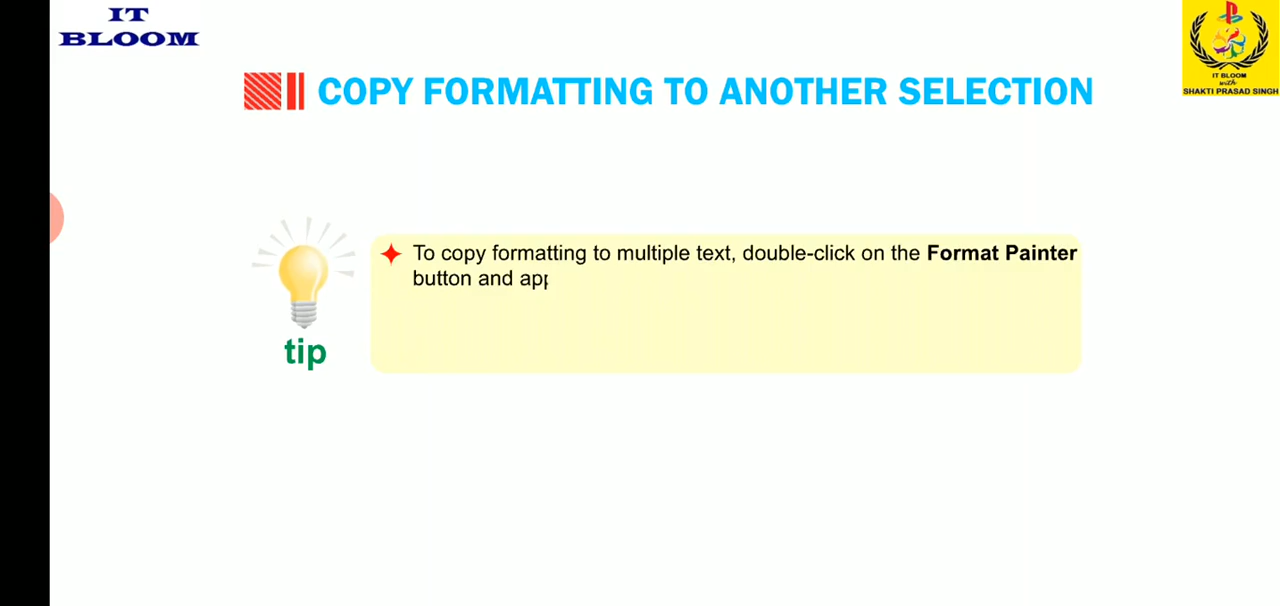 IT
BLOOM
IT BLOOM
with
SHAKTI PRASAD SINGH
COPY FORMATTING TO ANOTHER SELECTION
To copy formatting to multiple text, double-click on the Format Painter
button and app
tip